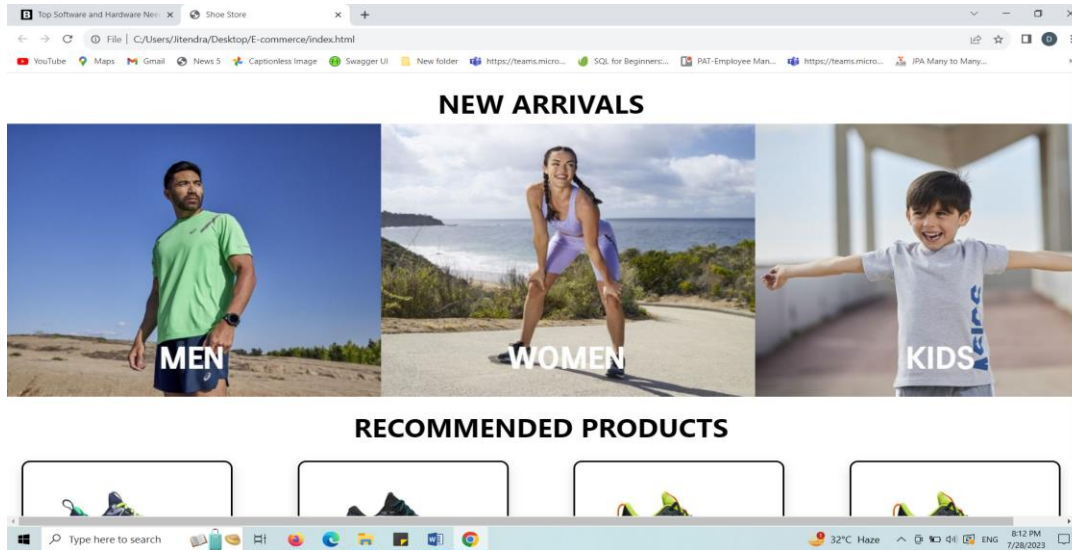 Top Software and Hardware Nee
Shoe Store
File | C:/Users/Jitendra/Desktop/E-commerce/index.html
YouTube Maps Gmail News 5 Captionless Image Swagger UI New folder https://teams.micro... SQL for Beginners:... PAT-Employee Man... https://teams.micro... JPA Many to Many...
NEW ARRIVALS
MEN WOMEN KIDS
asics
RECOMMENDED PRODUCTS
Type here to search
32°C Haze ENG 8:12 PM
7/28/2023